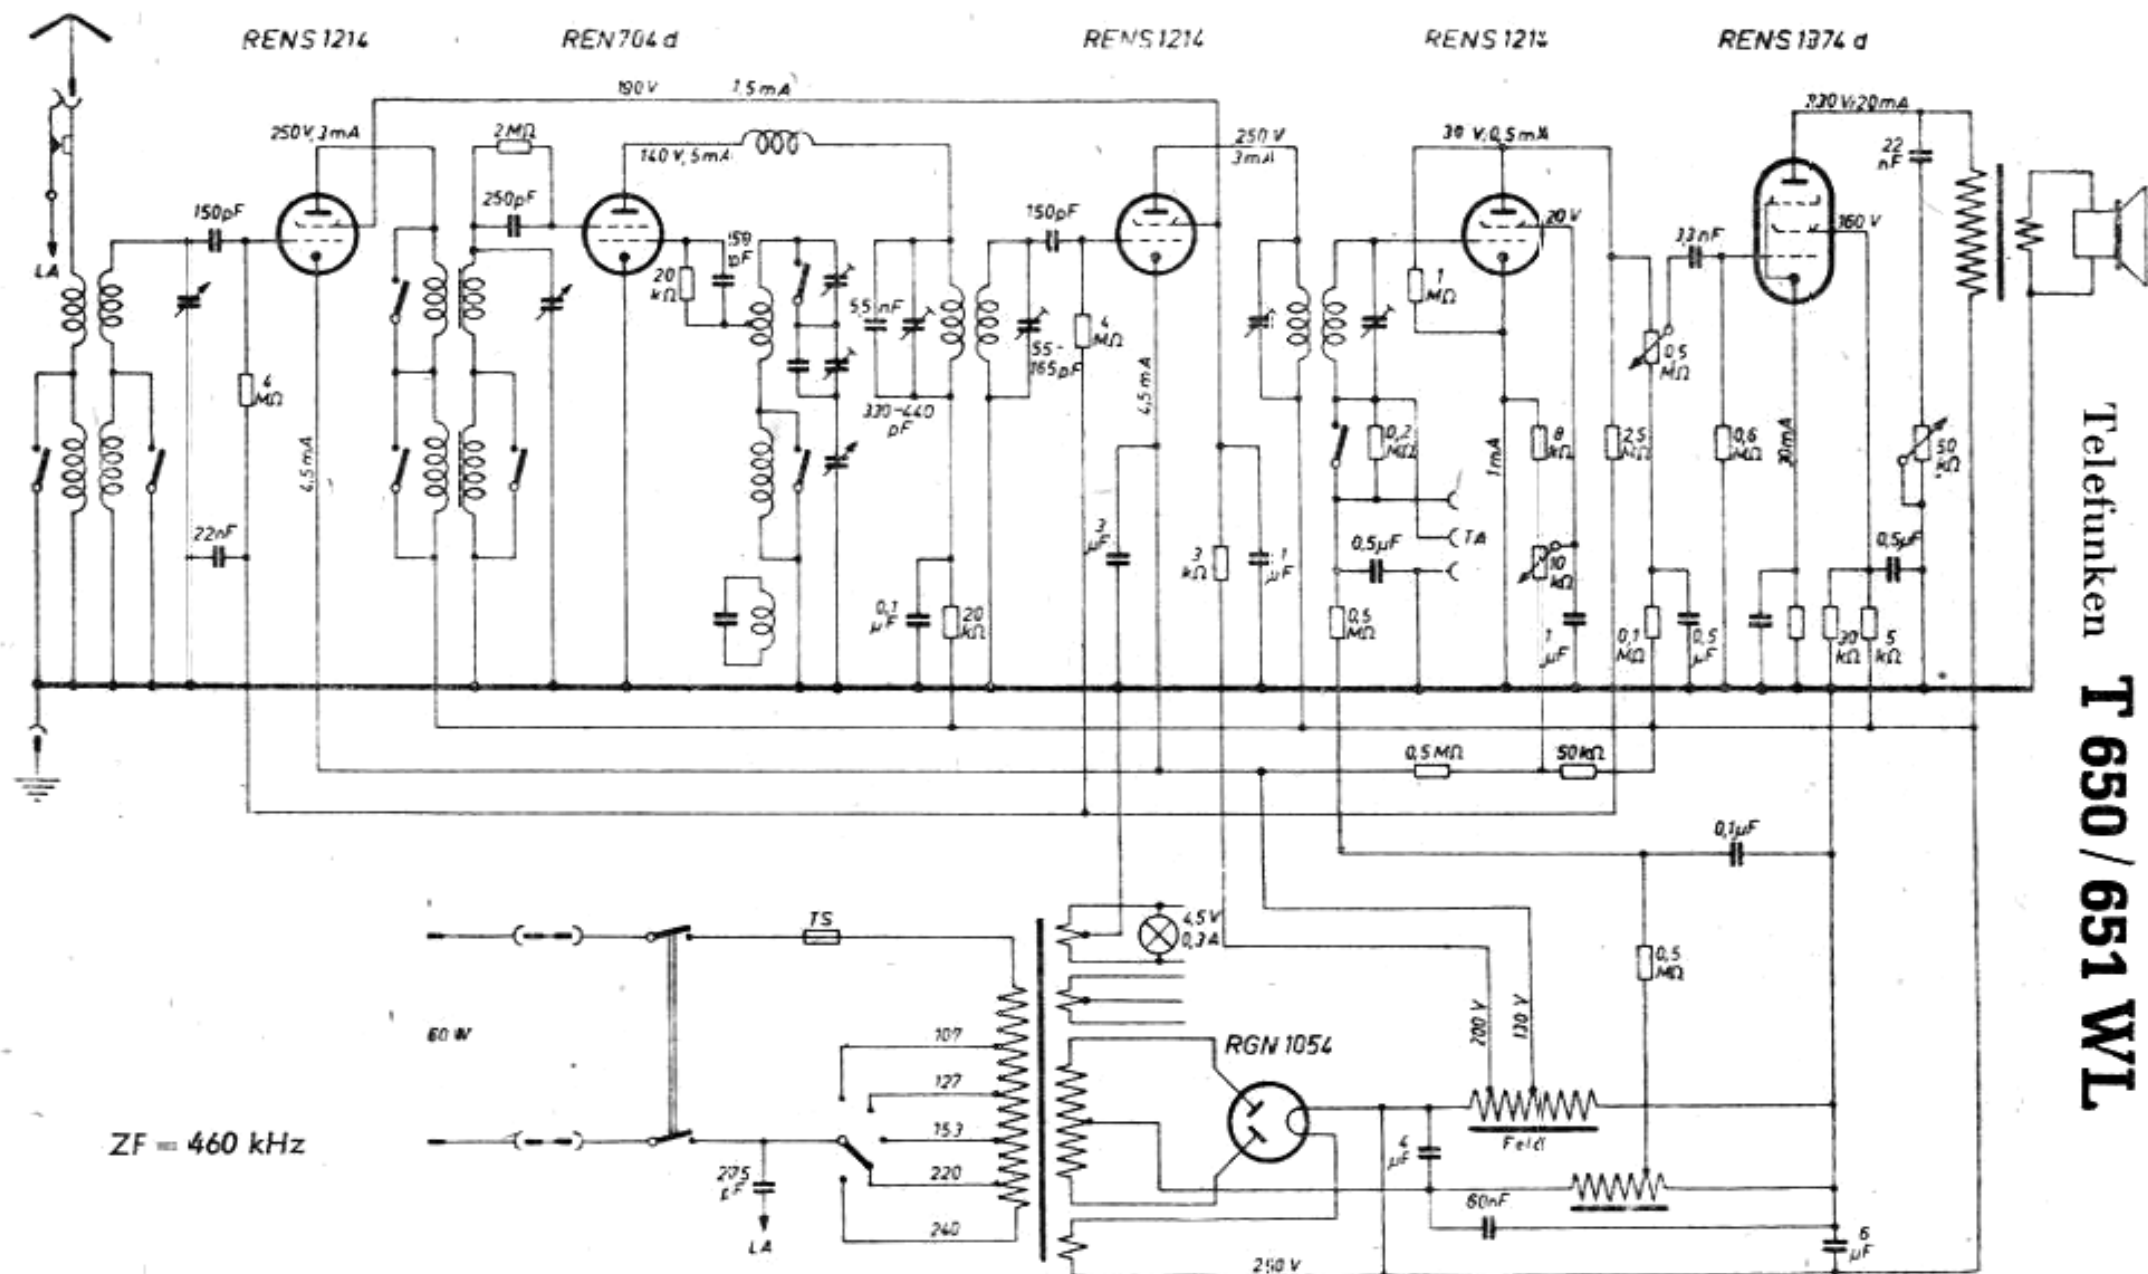 RENS 1214
REN 704 d
RENS 1214
RENS 1214
RENS 1374 d
190 V 1,5 mA
250 V, 3 mA
2 MΩ
140 V, 5 mA
250 V
3 mA
30 V, 0,5 mA
20 mA
22
nF
150 pF
250 pF
150 pF
20 V
160 V
3,3 nF
LA
20
kΩ
pF
5,5 nF
4
MΩ
55-
165 pF
1
MΩ
0,5
MΩ
4
MΩ
330-440
pF
4,5 mA
4,5 mA
0,2
MΩ
1 mA
8
kΩ
2,5
MΩ
0,6
MΩ
30 mA
50
kΩ
22 nF
3
µF
3
kΩ
1
µF
0,5 µF
TA
10
kΩ
0,5 µF
0,1
µF
20
kΩ
0,5
MΩ
1
µF
0,1
MΩ
0,5
µF
30
kΩ
5
kΩ
0,5 MΩ
50 kΩ
0,1 µF
TS
4,5 V
0,3 A
0,5
MΩ
60 W
107
RGN 1054
200 V
130 V
127
ZF = 460 kHz
153
Feld
4
µF
275
pF
220
60 nF
240
LA
6
µF
250 V
Telefunken T 650 / 651 WL